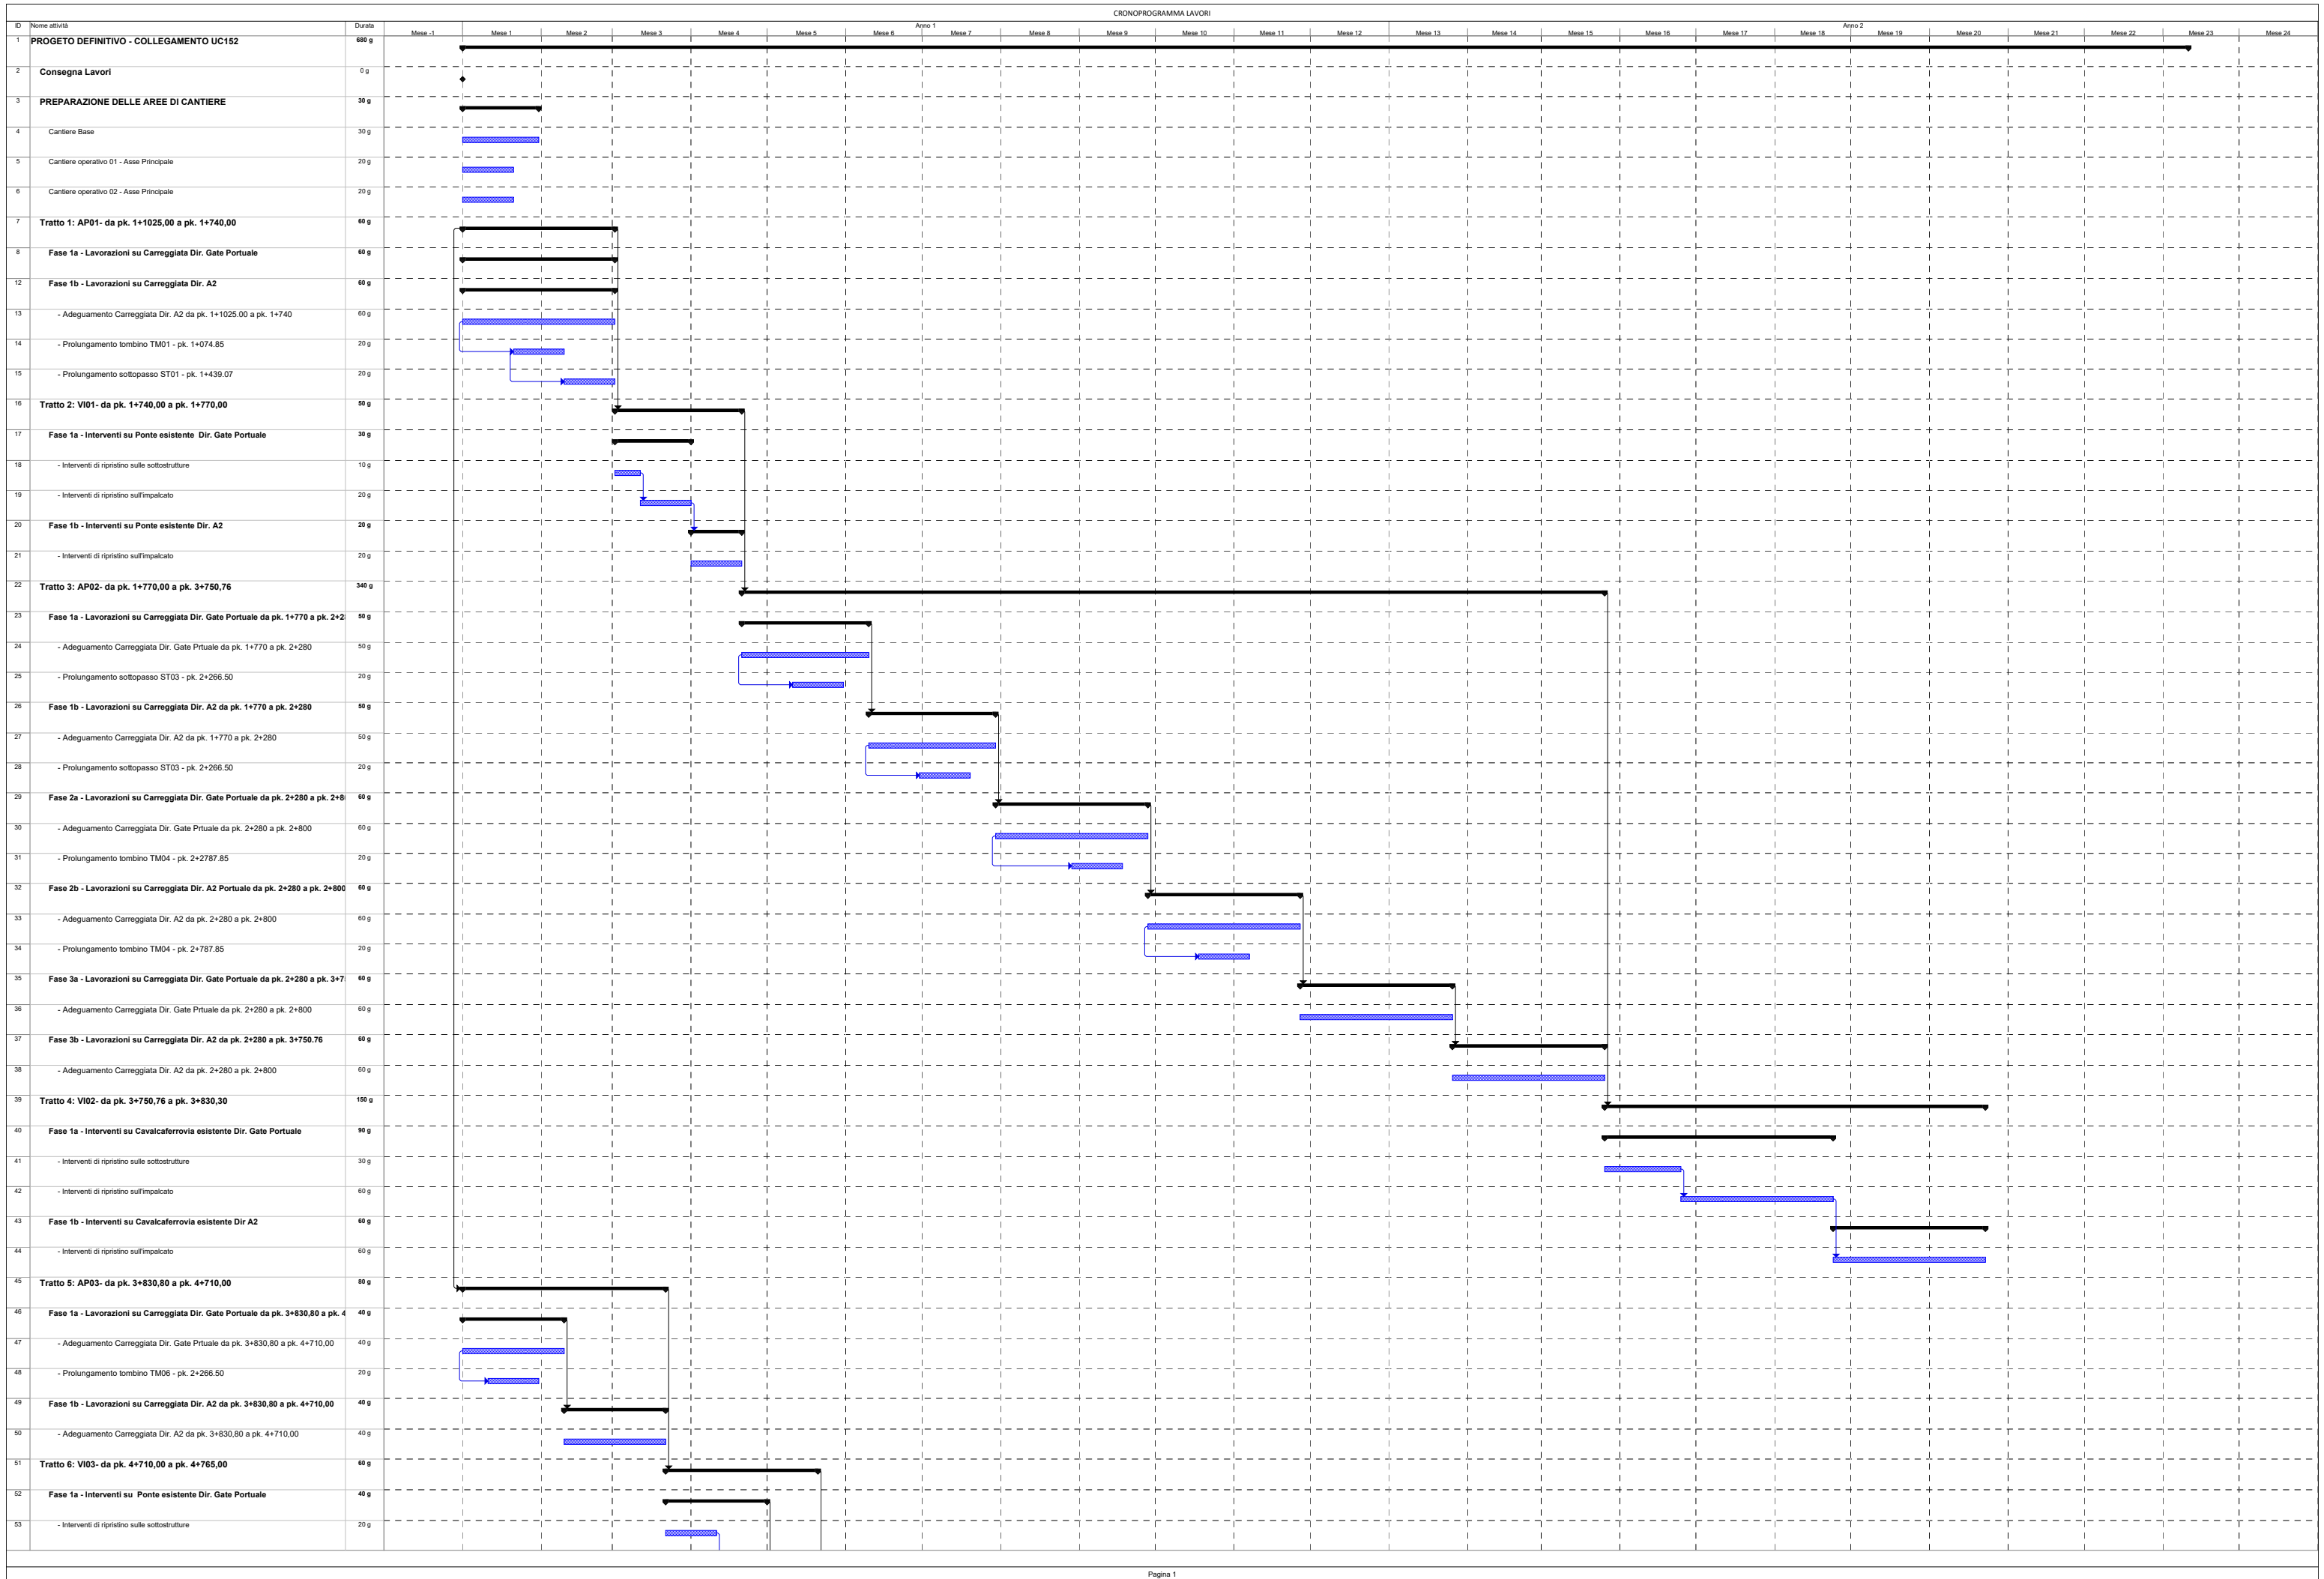 CRONOPROGRAMMA LAVORI
ID Nome attività Durata Anno 1 Anno 2
Mese -1 Mese 1 Mese 2 Mese 3 Mese 4 Mese 5 Mese 6 Mese 7 Mese 8 Mese 9 Mese 10 Mese 11 Mese 12 Mese 13 Mese 14 Mese 15 Mese 16 Mese 17 Mese 18 Mese 19 Mese 20 Mese 21 Mese 22 Mese 23 Mese 24
1 PROGETO DEFINITIVO - COLLEGAMENTO UC152 680 g
2 Consegna Lavori 0 g
3 PREPARAZIONE DELLE AREE DI CANTIERE 30 g
4 Cantiere Base 30 g
5 Cantiere operativo 01 - Asse Principale 20 g
6 Cantiere operativo 02 - Asse Principale 20 g
7 Tratto 1: AP01- da pk. 1+1025,00 a pk. 1+740,00 60 g
8 Fase 1a - Lavorazioni su Carreggiata Dir. Gate Portuale 60 g
12 Fase 1b - Lavorazioni su Carreggiata Dir. A2 60 g
13 - Adeguamento Carreggiata Dir. A2 da pk. 1+1025.00 a pk. 1+740 60 g
14 - Prolungamento tombino TM01 - pk. 1+074.85 20 g
15 - Prolungamento sottopasso ST01 - pk. 1+439.07 20 g
16 Tratto 2: VI01- da pk. 1+740,00 a pk. 1+770,00 50 g
17 Fase 1a - Interventi su Ponte esistente  Dir. Gate Portuale 30 g
18 - Interventi di ripristino sulle sottostrutture 10 g
19 - Interventi di ripristino sull'impalcato 20 g
20 Fase 1b - Interventi su Ponte esistente Dir. A2 20 g
21 - Interventi di ripristino sull'impalcato 20 g
22 Tratto 3: AP02- da pk. 1+770,00 a pk. 3+750,76 340 g
23 Fase 1a - Lavorazioni su Carreggiata Dir. Gate Portuale da pk. 1+770 a pk. 2+2 50 g
24 - Adeguamento Carreggiata Dir. Gate Prtuale da pk. 1+770 a pk. 2+280 50 g
25 - Prolungamento sottopasso ST03 - pk. 2+266.50 20 g
26 Fase 1b - Lavorazioni su Carreggiata Dir. A2 da pk. 1+770 a pk. 2+280 50 g
27 - Adeguamento Carreggiata Dir. A2 da pk. 1+770 a pk. 2+280 50 g
28 - Prolungamento sottopasso ST03 - pk. 2+266.50 20 g
29 Fase 2a - Lavorazioni su Carreggiata Dir. Gate Portuale da pk. 2+280 a pk. 2+8 60 g
30 - Adeguamento Carreggiata Dir. Gate Prtuale da pk. 2+280 a pk. 2+800 60 g
31 - Prolungamento tombino TM04 - pk. 2+2787.85 20 g
32 Fase 2b - Lavorazioni su Carreggiata Dir. A2 Portuale da pk. 2+280 a pk. 2+800 60 g
33 - Adeguamento Carreggiata Dir. A2 da pk. 2+280 a pk. 2+800 60 g
34 - Prolungamento tombino TM04 - pk. 2+787.85 20 g
35 Fase 3a - Lavorazioni su Carreggiata Dir. Gate Portuale da pk. 2+280 a pk. 3+7 60 g
36 - Adeguamento Carreggiata Dir. Gate Prtuale da pk. 2+280 a pk. 2+800 60 g
37 Fase 3b - Lavorazioni su Carreggiata Dir. A2 da pk. 2+280 a pk. 3+750.76 60 g
38 - Adeguamento Carreggiata Dir. A2 da pk. 2+280 a pk. 2+800 60 g
39 Tratto 4: VI02- da pk. 3+750,76 a pk. 3+830,30 150 g
40 Fase 1a - Interventi su Cavalcaferrovia esistente Dir. Gate Portuale 90 g
41 - Interventi di ripristino sulle sottostrutture 30 g
42 - Interventi di ripristino sull'impalcato 60 g
43 Fase 1b - Interventi su Cavalcaferrovia esistente Dir A2 60 g
44 - Interventi di ripristino sull'impalcato 60 g
45 Tratto 5: AP03- da pk. 3+830,80 a pk. 4+710,00 80 g
46 Fase 1a - Lavorazioni su Carreggiata Dir. Gate Portuale da pk. 3+830,80 a pk. 4 40 g
47 - Adeguamento Carreggiata Dir. Gate Prtuale da pk. 3+830,80 a pk. 4+710,00 40 g
48 - Prolungamento tombino TM06 - pk. 2+266.50 20 g
49 Fase 1b - Lavorazioni su Carreggiata Dir. A2 da pk. 3+830,80 a pk. 4+710,00 40 g
50 - Adeguamento Carreggiata Dir. A2 da pk. 3+830,80 a pk. 4+710,00 40 g
51 Tratto 6: VI03- da pk. 4+710,00 a pk. 4+765,00 60 g
52 Fase 1a - Interventi su  Ponte esistente Dir. Gate Portuale 40 g
53 - Interventi di ripristino sulle sottostrutture 20 g
Pagina 1